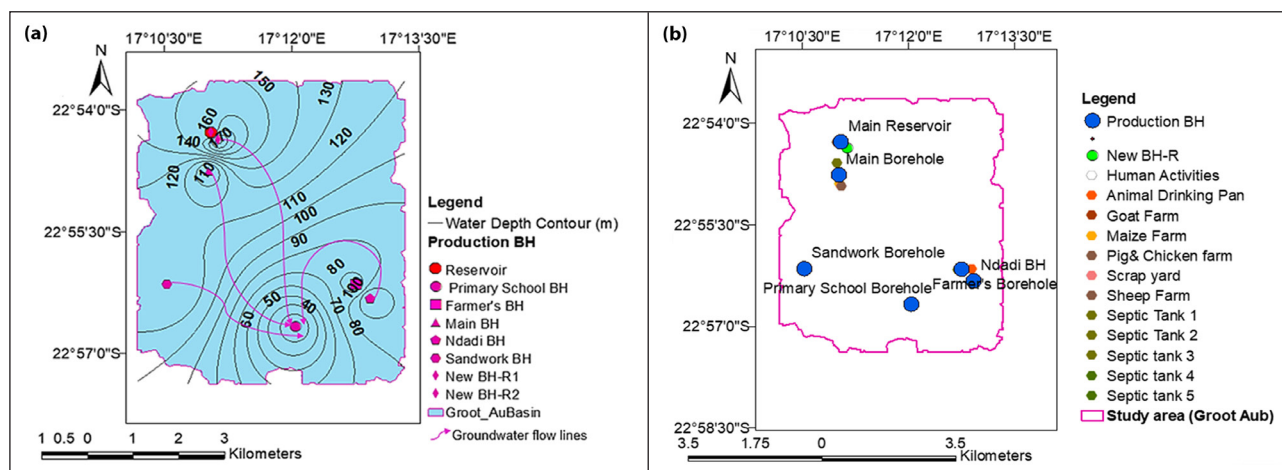 (a)
17°10'30"E 17°12'0"E 17°13'30"E
N
22°54'0"S
22°55'30"S
22°57'0"S
150
130
160
170
120
140
110
120
110
100
90
80
100
50
40
70
60
80
Legend
Water Depth Contour (m)
Production BH
Reservoir
Primary School BH
Farmer's BH
Main BH
Ndadi BH
Sandwork BH
New BH-R1
New BH-R2
Groot_AuBasin
Groundwater flow lines
1 0.5 0 1 2 3
Kilometers
(b)
17°10'30"E 17°12'0"E 17°13'30"E
N
22°54'0"S
22°55'30"S
22°57'0"S
22°58'30"S
Main Reservoir
Main Borehole
Sandwork Borehole
Ndadi BH
Primary School Borehole
Farmer's Borehole
Legend
Production BH
New BH-R
Human Activities
Animal Drinking Pan
Goat Farm
Maize Farm
Pig& Chicken farm
Scrap yard
Sheep Farm
Septic Tank 1
Septic Tank 2
Septic tank 3
Septic tank 4
Septic tank 5
Study area (Groot Aub)
3.5 1.75 0 3.5
Kilometers